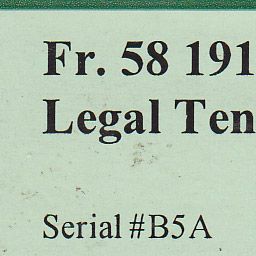 Fr. 58 191
Legal Ten
Serial #B5A